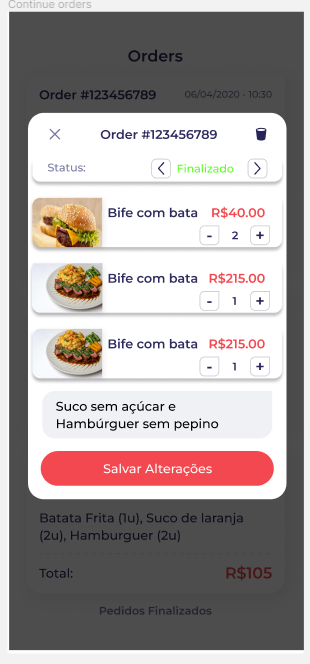 Continue orders
Orders
Order #123456789 06/04/2020 - 10:30
Order #123456789
Status: Finalizado
Bife com bata R$40.00
- 2 +
Bife com bata R$215.00
- 1 +
Bife com bata R$215.00
- 1 +
Suco sem açúcar e
Hambúrguer sem pepino
Salvar Alterações
Batata Frita (1u), Suco de laranja
(2u), Hamburguer (2u)
Total: R$105
Pedidos Finalizados